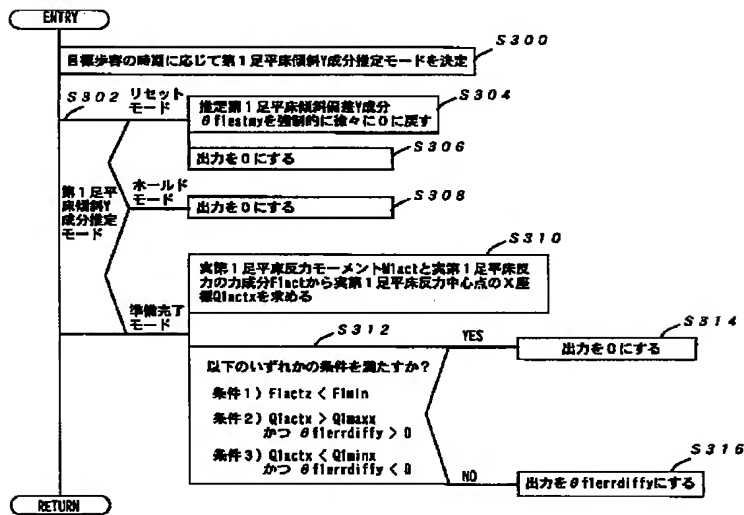 ENTRY
S300
目標歩容の時期に応じて第1足平床傾斜Y成分推定モードを決定
S302
リセット
モード
S304
推定第1足平床傾斜偏差Y成分
θf1estmyを強制的に徐々に0に戻す
S306
出力を0にする
第1足平
床傾斜Y
成分推定
モード
ホールド
モード
S308
出力を0にする
S310
実第1足平床反力モーメントM1actと実第1足平床反
力の力成分F1actから実第1足平床反力中心点のX座
標Q1actxを求める
準備完了
モード
S312
以下のいずれかの条件を満たすか?
条件1) F1actz < F1min
条件2) Q1actx > Q1maxx
かつ θf1errdiffy > 0
条件3) Q1actx < Q1minx
かつ θf1errdiffy < 0
YES
S314
出力を0にする
NO
S316
出力をθf1errdiffyにする
RETURN